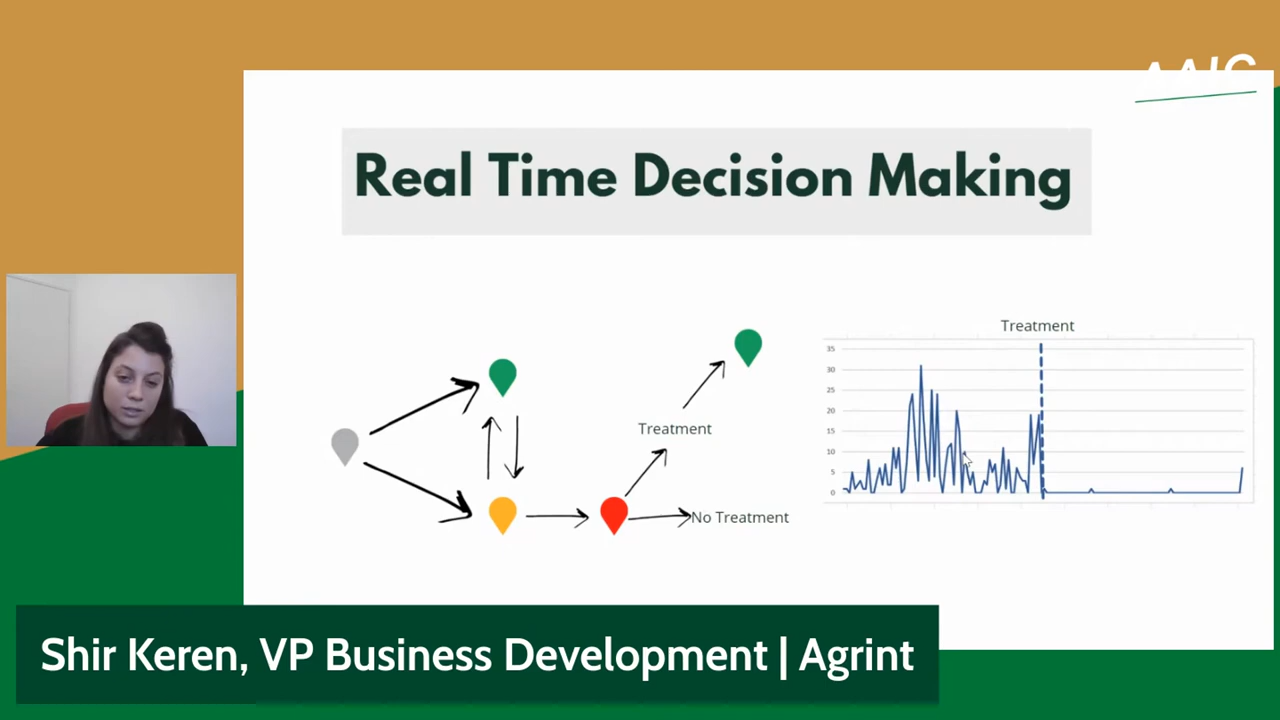 Real Time Decision Making
Treatment
35
30
25
20
15
10
5
0
Treatment
No Treatment
Shir Keren, VP Business Development | Agrint